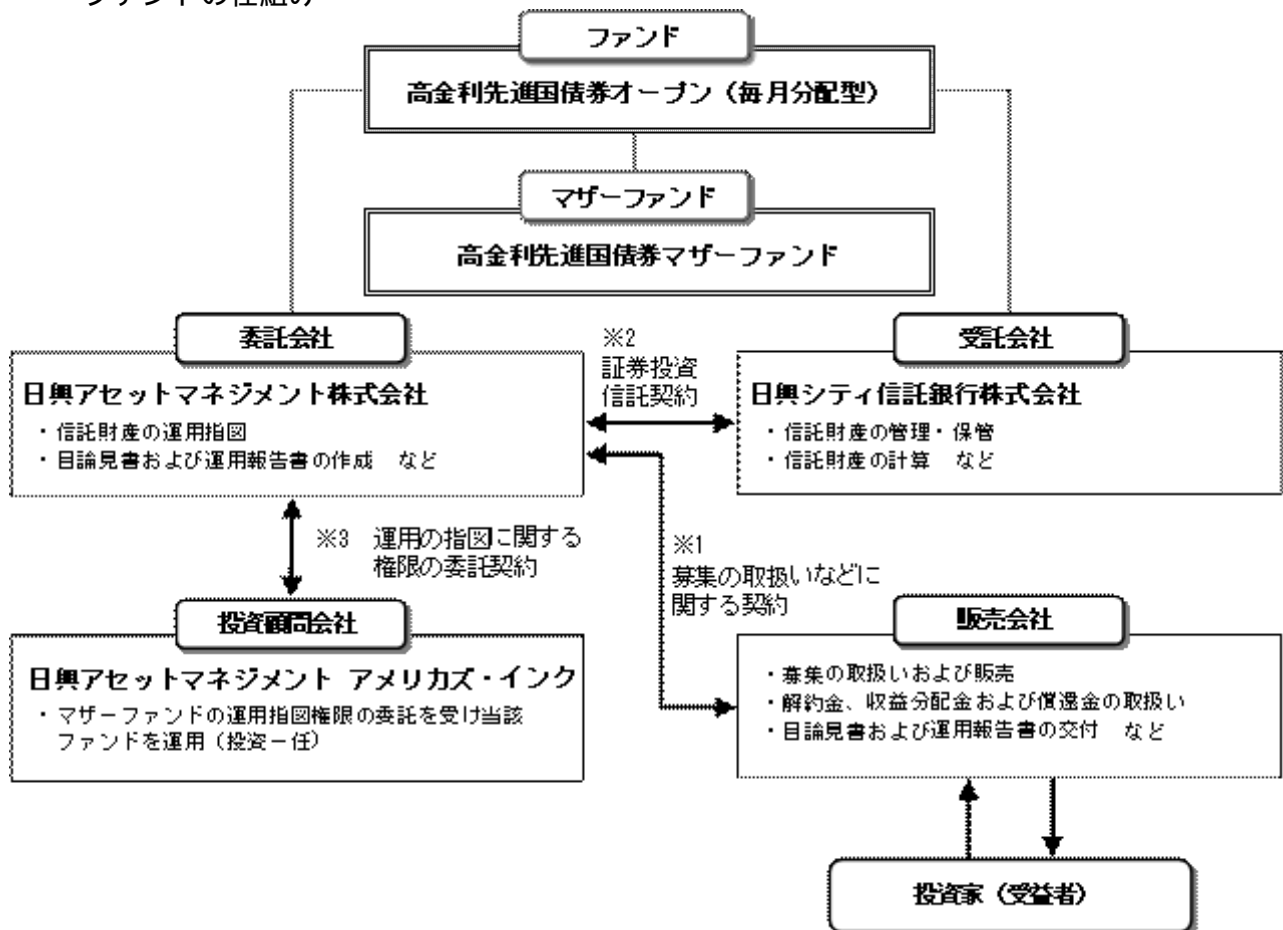 ファンドの仕組み
ファンド
高金利先進国債券オープン（毎月分配型）
マザーファンド
高金利先進国債券マザーファンド
委託会社
日興アセットマネジメント株式会社
・信託財産の運用指図
・目論見書および運用報告書の作成　など
※2
証券投資
信託契約
受託会社
日興シティ信託銀行株式会社
・信託財産の管理・保管
・信託財産の計算　など
※3　運用の指図に関する
権限の委託契約
※1
募集の取扱いなどに
関する契約
投資顧問会社
日興アセットマネジメント アメリカズ・インク
・マザーファンドの運用指図権限の委託を受け当該
ファンドを運用（投資一任）
販売会社
・募集の取扱いおよび販売
・解約金、収益分配金および償還金の取扱い
・目論見書および運用報告書の交付　など
投資家（受益者）